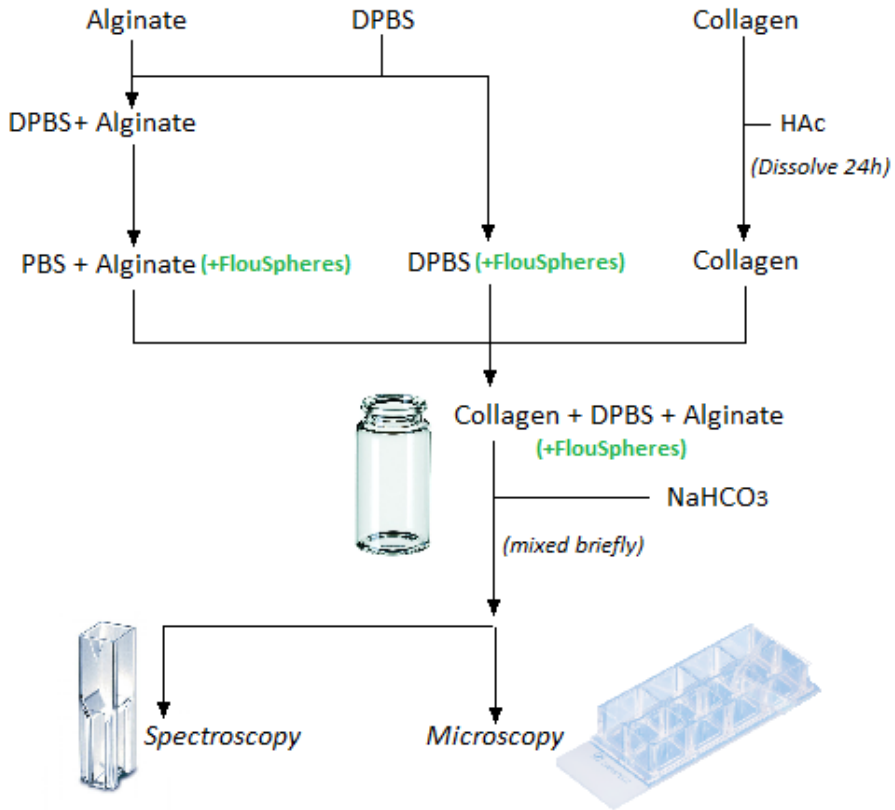 Alginate DPBS Collagen
DPBS+ Alginate
HAc
(Dissolve 24h)
PBS + Alginate (+FlouSpheres) DPBS (+FlouSpheres) Collagen
Collagen + DPBS + Alginate
(+FlouSpheres)
NaHCO3
(mixed briefly)
Spectroscopy Microscopy